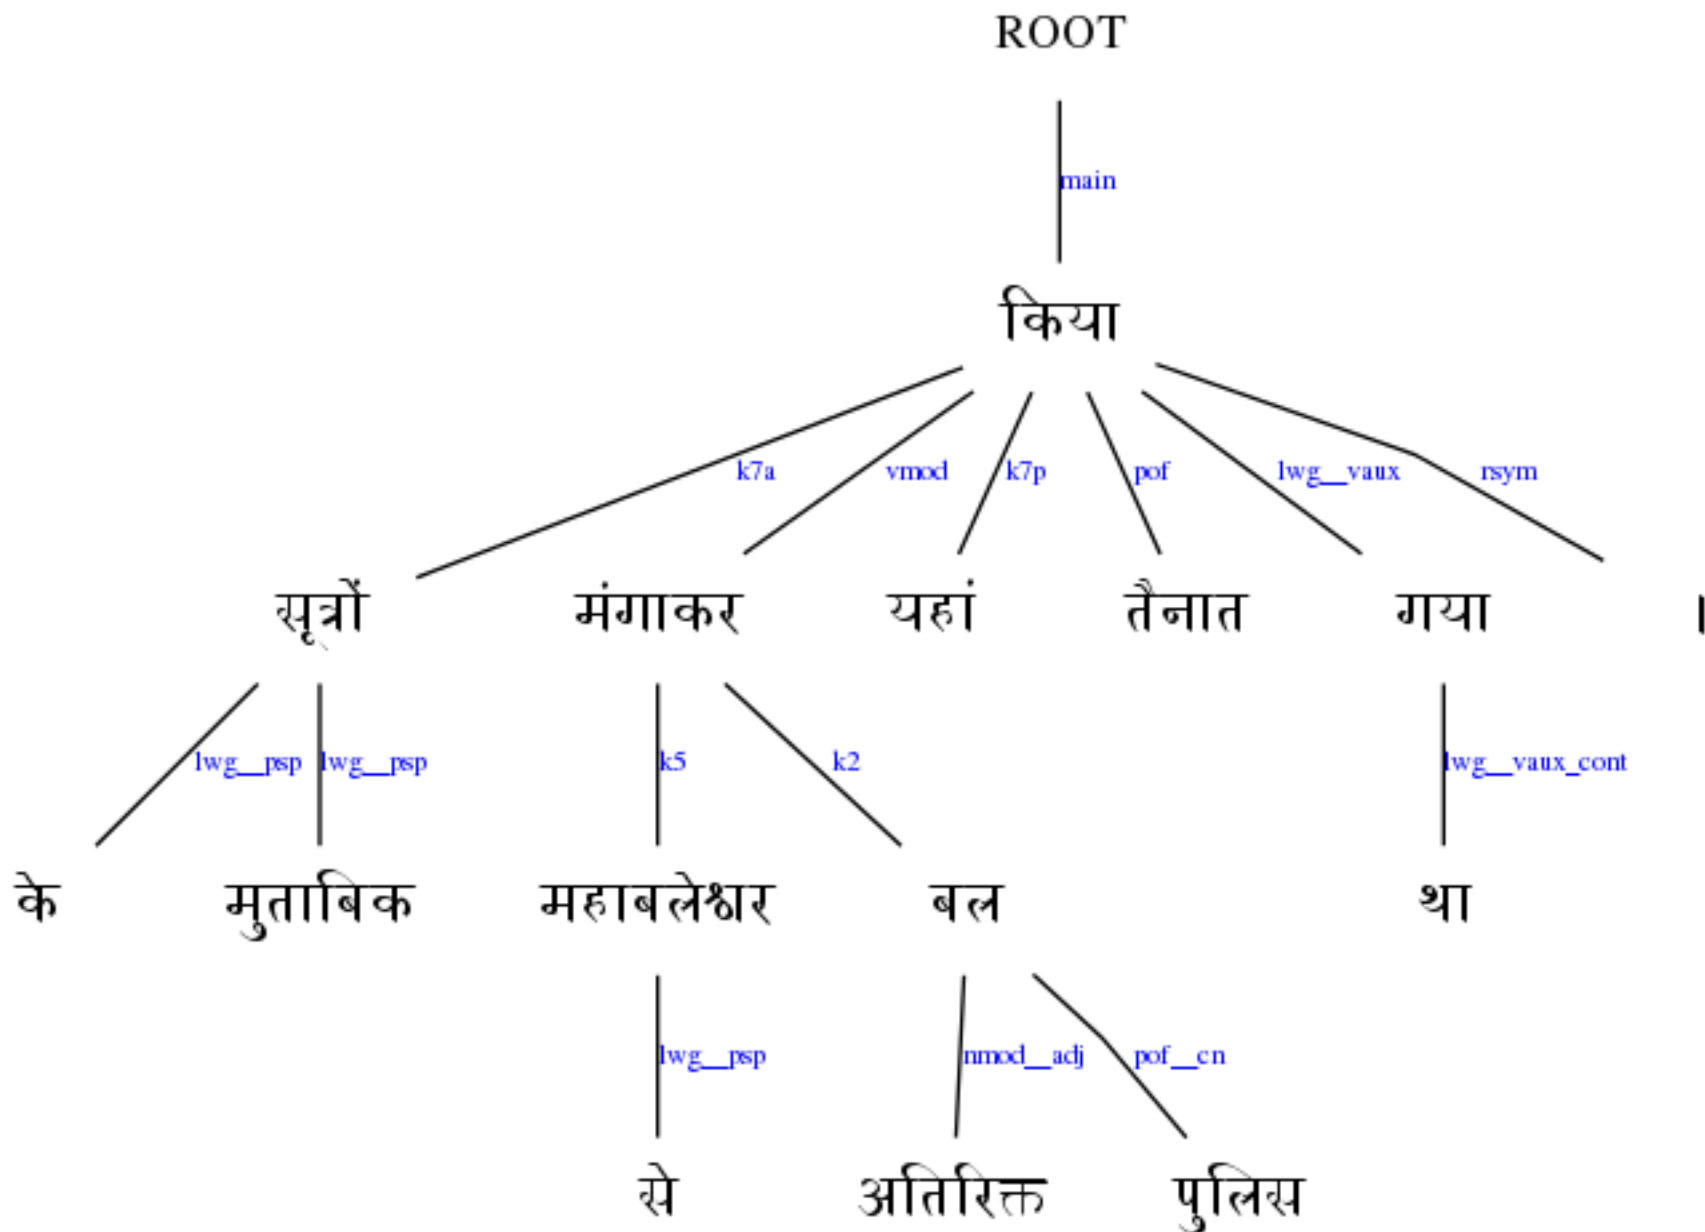 ROOT
main
किया
k7a vmod k7p pof lwg__vaux rsym
सूत्रों मंगाकर यहां तैनात गया ।
lwg__psp lwg__psp k5 k2 lwg__vaux_cont
के मुताबिक महाबलेश्वर बल था
lwg__psp nmod__adj pof__cn
से अतिरिक्त पुलिस